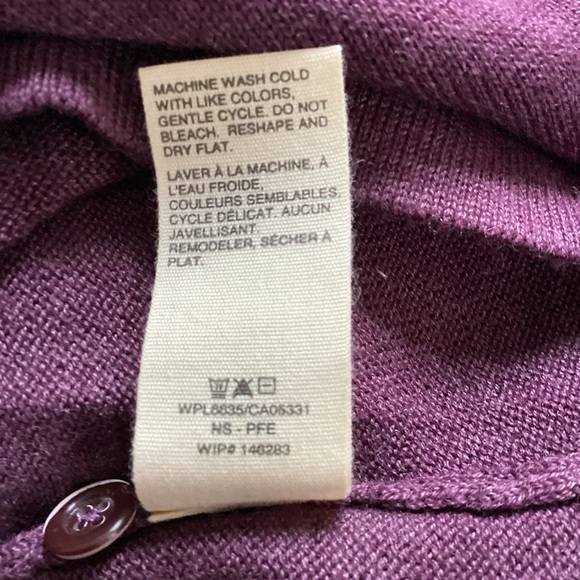 MACHINE WASH COLD
WITH LIKE COLORS,
GENTLE CYCLE. DO NOT
BLEACH. RESHAPE AND
DRY FLAT.
LAVER À LA MACHINE, À
L'EAU FROIDE,
COULEURS SEMBLABLES.
CYCLE DÉLICAT. AUCUN
JAVELLISANT.
REMODELER, SÉCHER À
PLAT.
WPL6635/CA05331
NS - PFE
WIP# 146283